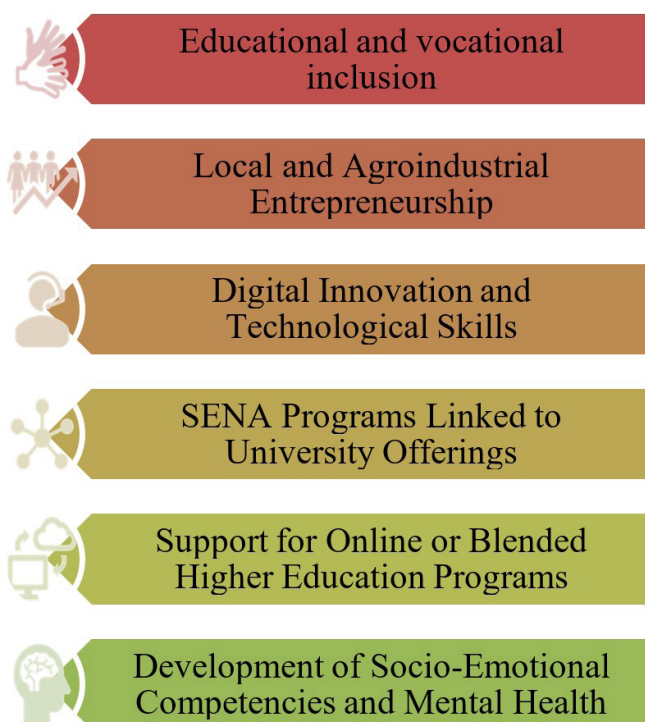 Educational and vocational
inclusion
Local and Agroindustrial
Entrepreneurship
Digital Innovation and
Technological Skills
SENA Programs Linked to
University Offerings
Support for Online or Blended
Higher Education Programs
Development of Socio-Emotional
Competencies and Mental Health